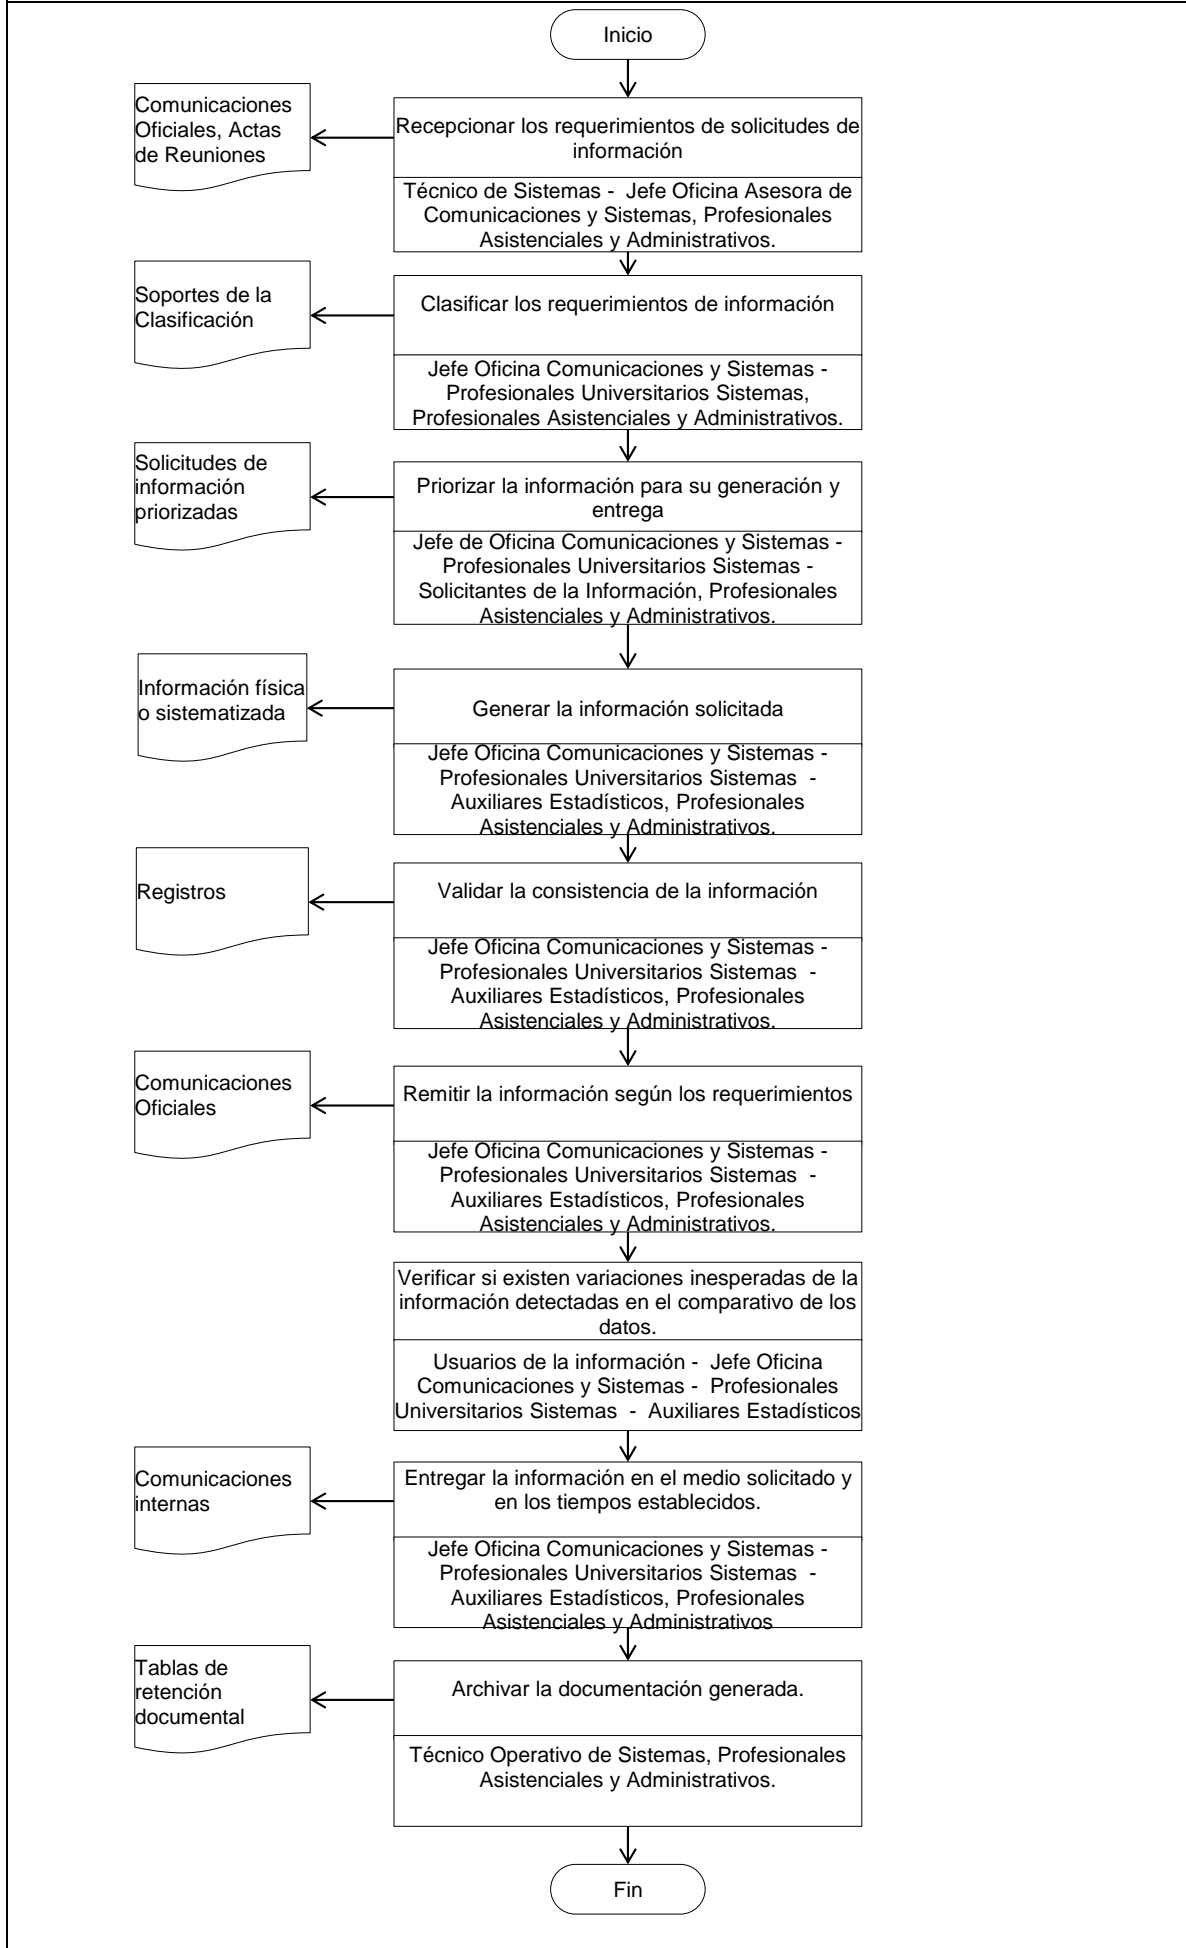 Inicio
Comunicaciones
Oficiales, Actas
de Reuniones
Recepcionar los requerimientos de solicitudes de
información
Técnico de Sistemas - Jefe Oficina Asesora de
Comunicaciones y Sistemas, Profesionales
Asistenciales y Administrativos.
Soportes de la
Clasificación
Clasificar los requerimientos de información
Jefe Oficina Comunicaciones y Sistemas -
Profesionales Universitarios Sistemas,
Profesionales Asistenciales y Administrativos.
Solicitudes de
información
priorizadas
Priorizar la información para su generación y
entrega
Jefe de Oficina Comunicaciones y Sistemas -
Profesionales Universitarios Sistemas -
Solicitantes de la Información, Profesionales
Asistenciales y Administrativos.
Información física
o sistematizada
Generar la información solicitada
Jefe Oficina Comunicaciones y Sistemas -
Profesionales Universitarios Sistemas -
Auxiliares Estadísticos, Profesionales
Asistenciales y Administrativos.
Registros
Validar la consistencia de la información
Jefe Oficina Comunicaciones y Sistemas -
Profesionales Universitarios Sistemas -
Auxiliares Estadísticos, Profesionales
Asistenciales y Administrativos.
Comunicaciones
Oficiales
Remitir la información según los requerimientos
Jefe Oficina Comunicaciones y Sistemas -
Profesionales Universitarios Sistemas -
Auxiliares Estadísticos, Profesionales
Asistenciales y Administrativos.
Verificar si existen variaciones inesperadas de la
información detectadas en el comparativo de los
datos.
Usuarios de la información - Jefe Oficina
Comunicaciones y Sistemas - Profesionales
Universitarios Sistemas - Auxiliares Estadísticos
Comunicaciones
internas
Entregar la información en el medio solicitado y
en los tiempos establecidos.
Jefe Oficina Comunicaciones y Sistemas -
Profesionales Universitarios Sistemas -
Auxiliares Estadísticos, Profesionales
Asistenciales y Administrativos
Tablas de
retención
documental
Archivar la documentación generada.
Técnico Operativo de Sistemas, Profesionales
Asistenciales y Administrativos.
Fin